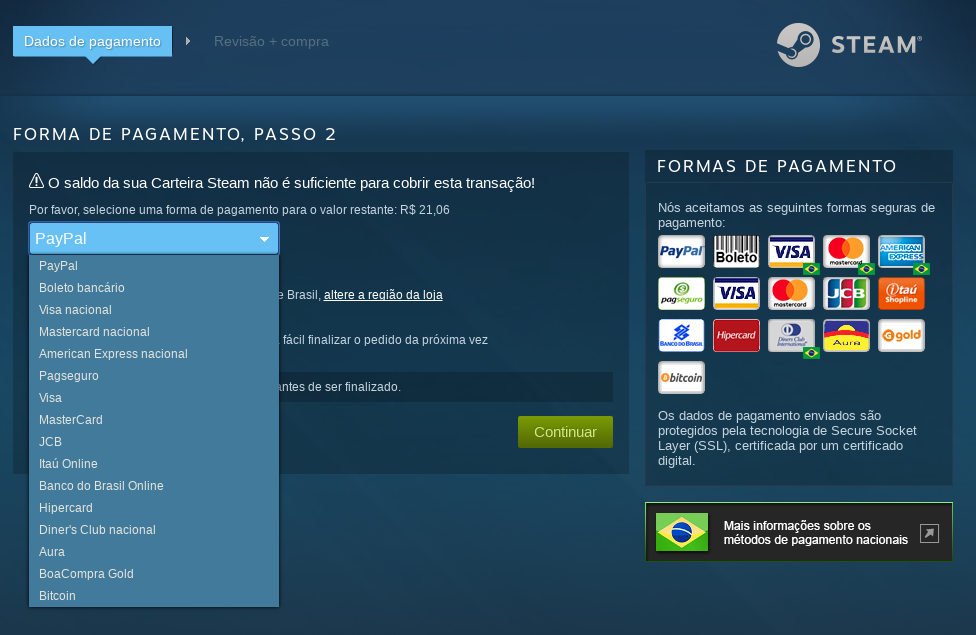 Dados de pagamento
Revisão + compra
STEAM®
FORMA DE PAGAMENTO, PASSO 2
O saldo da sua Carteira Steam não é suficiente para cobrir esta transação!
Por favor, selecione uma forma de pagamento para o valor restante: R$ 21,06
PayPal
PayPal
Boleto bancário
Visa nacional
Mastercard nacional
American Express nacional
Pagseguro
Visa
MasterCard
JCB
Itaú Online
Banco do Brasil Online
Hipercard
Diner's Club nacional
Aura
BoaCompra Gold
Bitcoin
e Brasil, altere a região da loja
fácil finalizar o pedido da próxima vez
antes de ser finalizado.
Continuar
FORMAS DE PAGAMENTO
Nós aceitamos as seguintes formas seguras de
pagamento:
PayPal Boleto VISA mastercard AMERICAN EXPRESS
pagseguro VISA mastercard JCB Itaú Shopline
BANCO DO BRASIL Hipercard Diners Club International Aura gold
bitcoin
Os dados de pagamento enviados são
protegidos pela tecnologia de Secure Socket
Layer (SSL), certificada por um certificado
digital.
Mais informações sobre os
métodos de pagamento nacionais